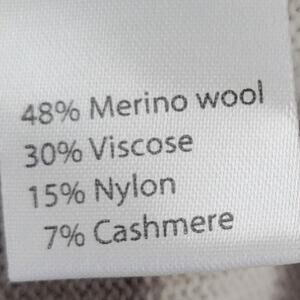 48% Merino wool
30% Viscose
15% Nylon
7% Cashmere